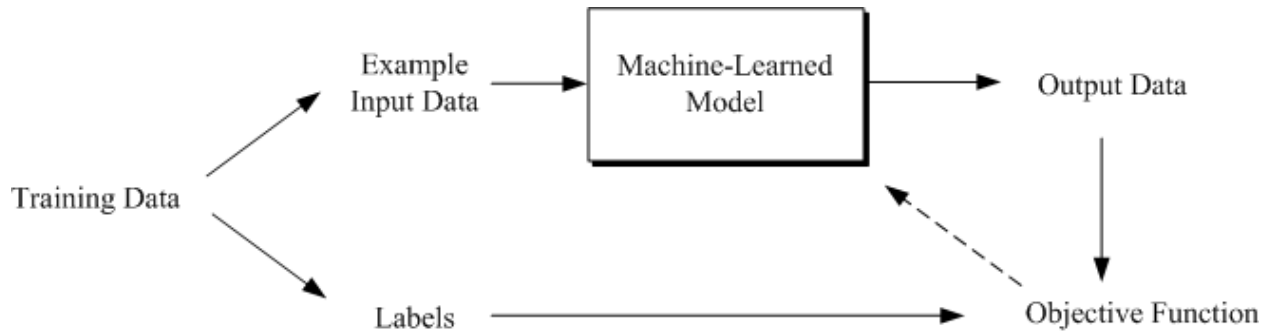 Example
Input Data
Machine-Learned
Model
Output Data
Training Data
Labels
Objective Function